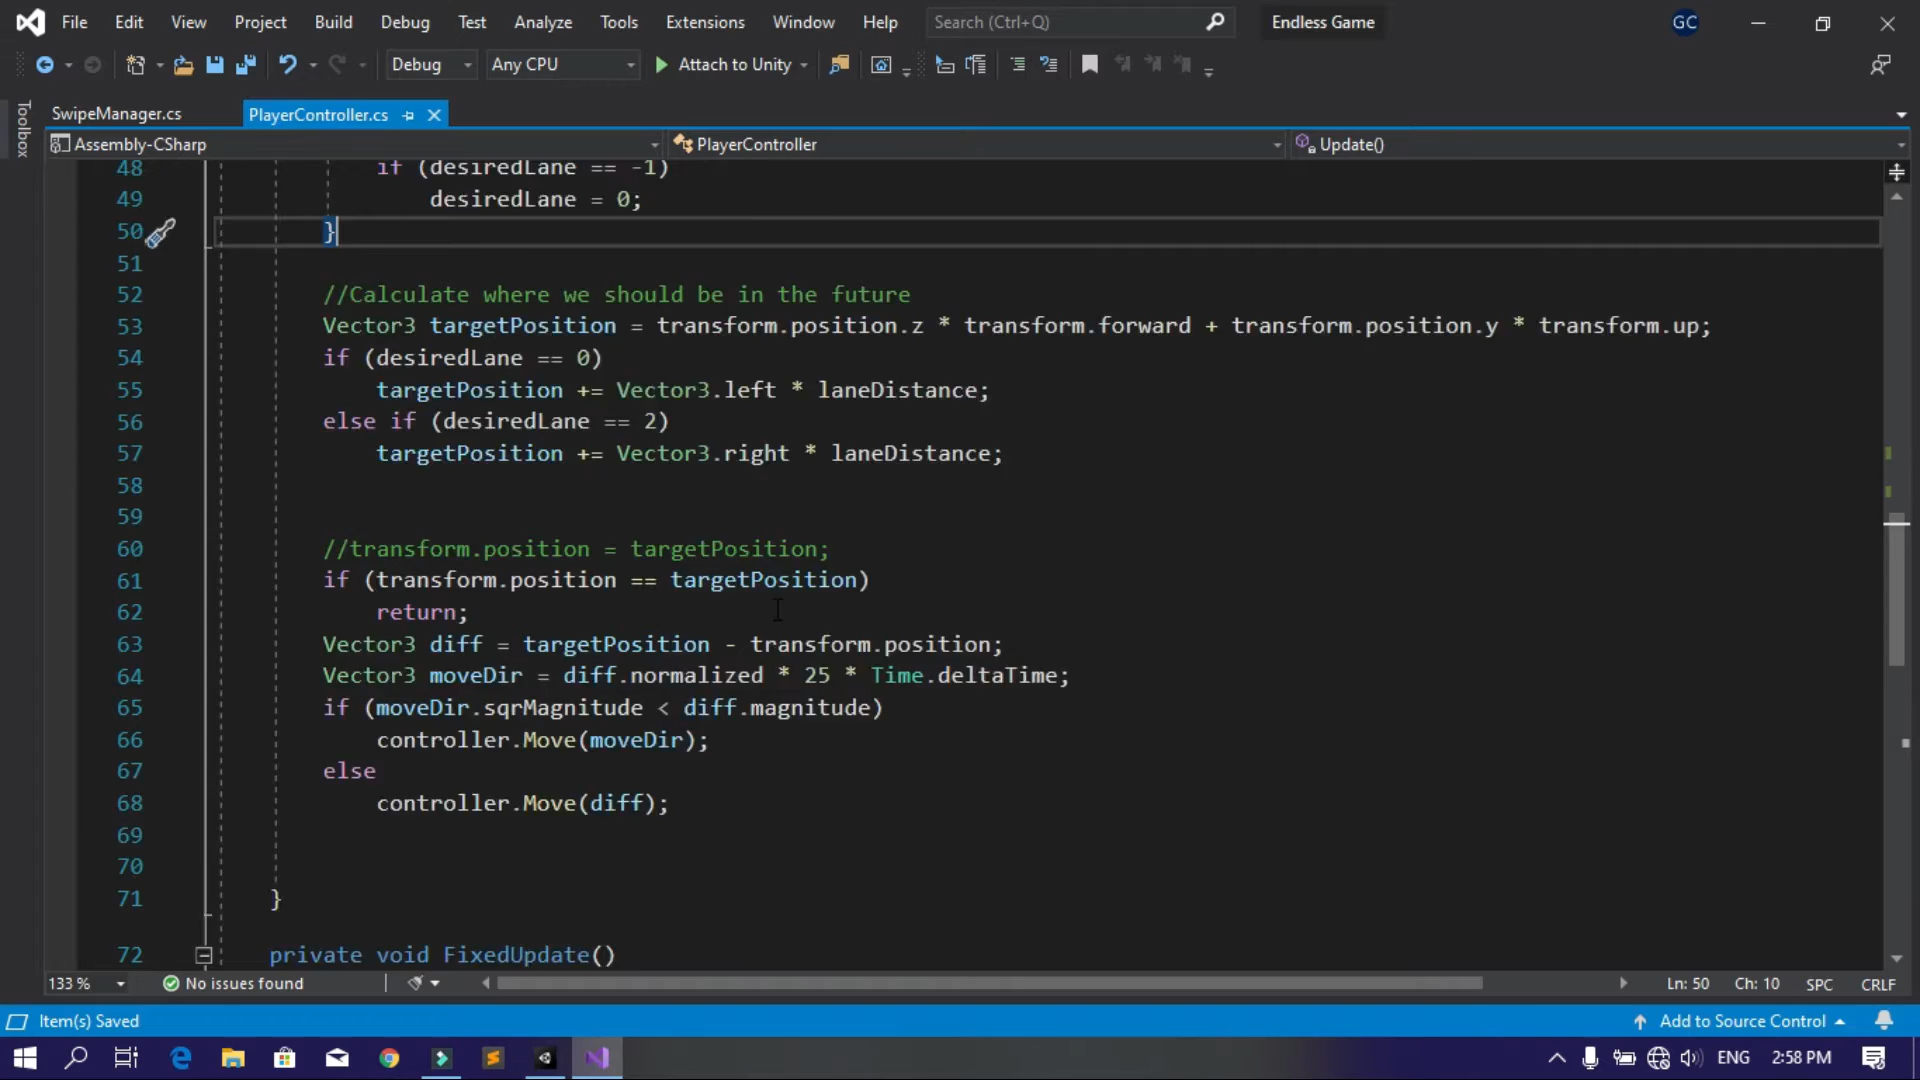 File Edit View Project Build Debug Test Analyze Tools Extensions Window Help Search (Ctrl+Q) Endless Game GC
Debug Any CPU Attach to Unity
Toolbox
SwipeManager.cs PlayerController.cs
Assembly-CSharp PlayerController Update()
48 if (desiredLane == -1)
49 desiredLane = 0;
50 }
51
52 //Calculate where we should be in the future
53 Vector3 targetPosition = transform.position.z * transform.forward + transform.position.y * transform.up;
54 if (desiredLane == 0)
55 targetPosition += Vector3.left * laneDistance;
56 else if (desiredLane == 2)
57 targetPosition += Vector3.right * laneDistance;
58
59
60 //transform.position = targetPosition;
61 if (transform.position == targetPosition)
62 return;
63 Vector3 diff = targetPosition - transform.position;
64 Vector3 moveDir = diff.normalized * 25 * Time.deltaTime;
65 if (moveDir.sqrMagnitude < diff.magnitude)
66 controller.Move(moveDir);
67 else
68 controller.Move(diff);
69
70
71 }
72 private void FixedUpdate()
133 % No issues found Ln: 50 Ch: 10 SPC CRLF
Item(s) Saved Add to Source Control
ENG 2:58 PM